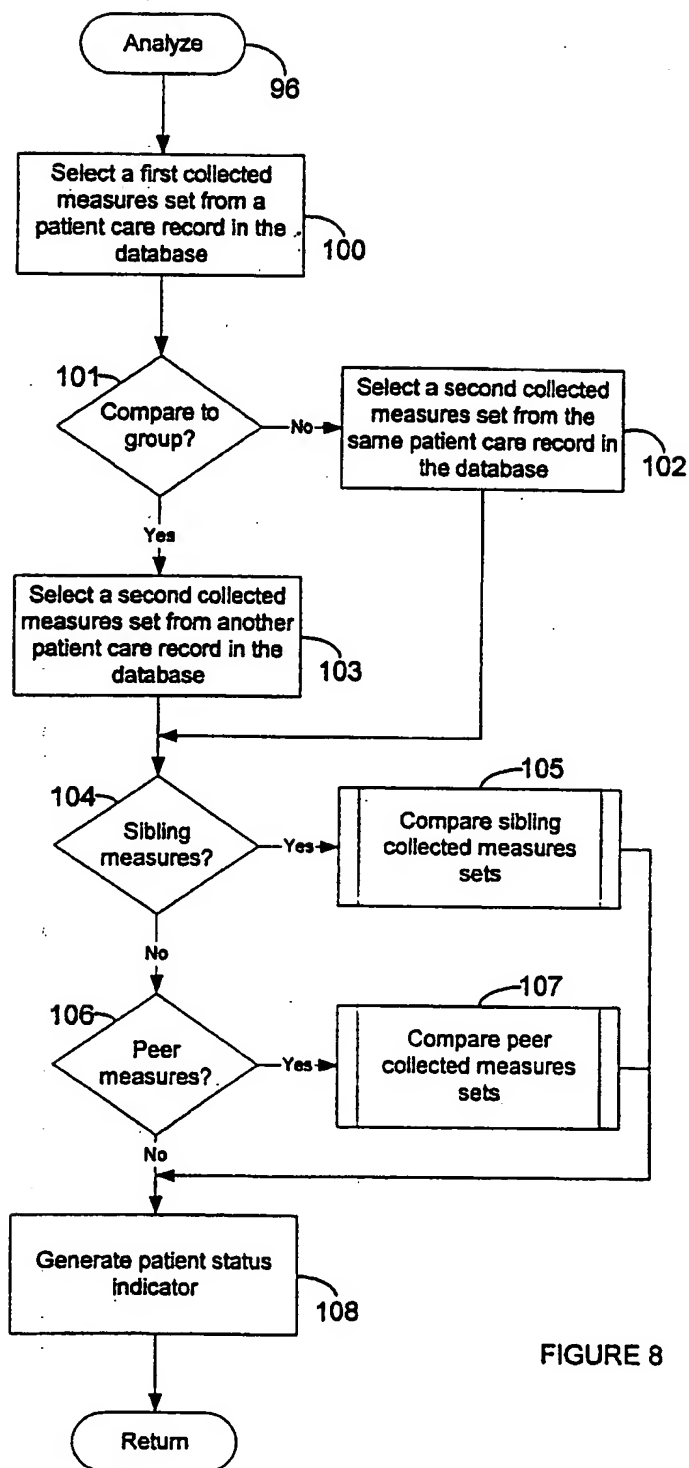 Analyze
96
Select a first collected
measures set from a
patient care record in the
database
100
101
Compare to
group?
No
Select a second collected
measures set from the
same patient care record in
the database
102
Yes
Select a second collected
measures set from another
patient care record in the
database
103
104
Sibling
measures?
Yes
105
Compare sibling
collected measures
sets
No
106
Peer
measures?
Yes
107
Compare peer
collected measures
sets
No
Generate patient status
indicator
108
FIGURE 8
Return